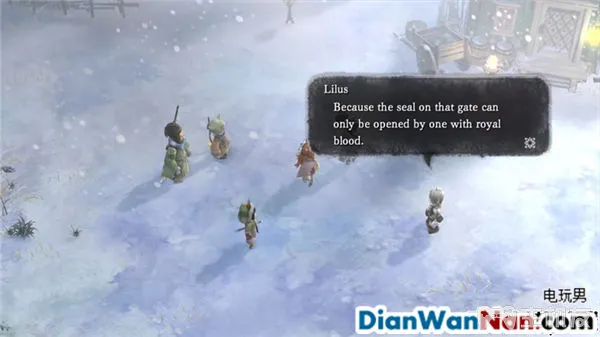 Lilus
Because the seal on that gate can
only be opened by one with royal
blood.
电玩男
DianWanNan.com